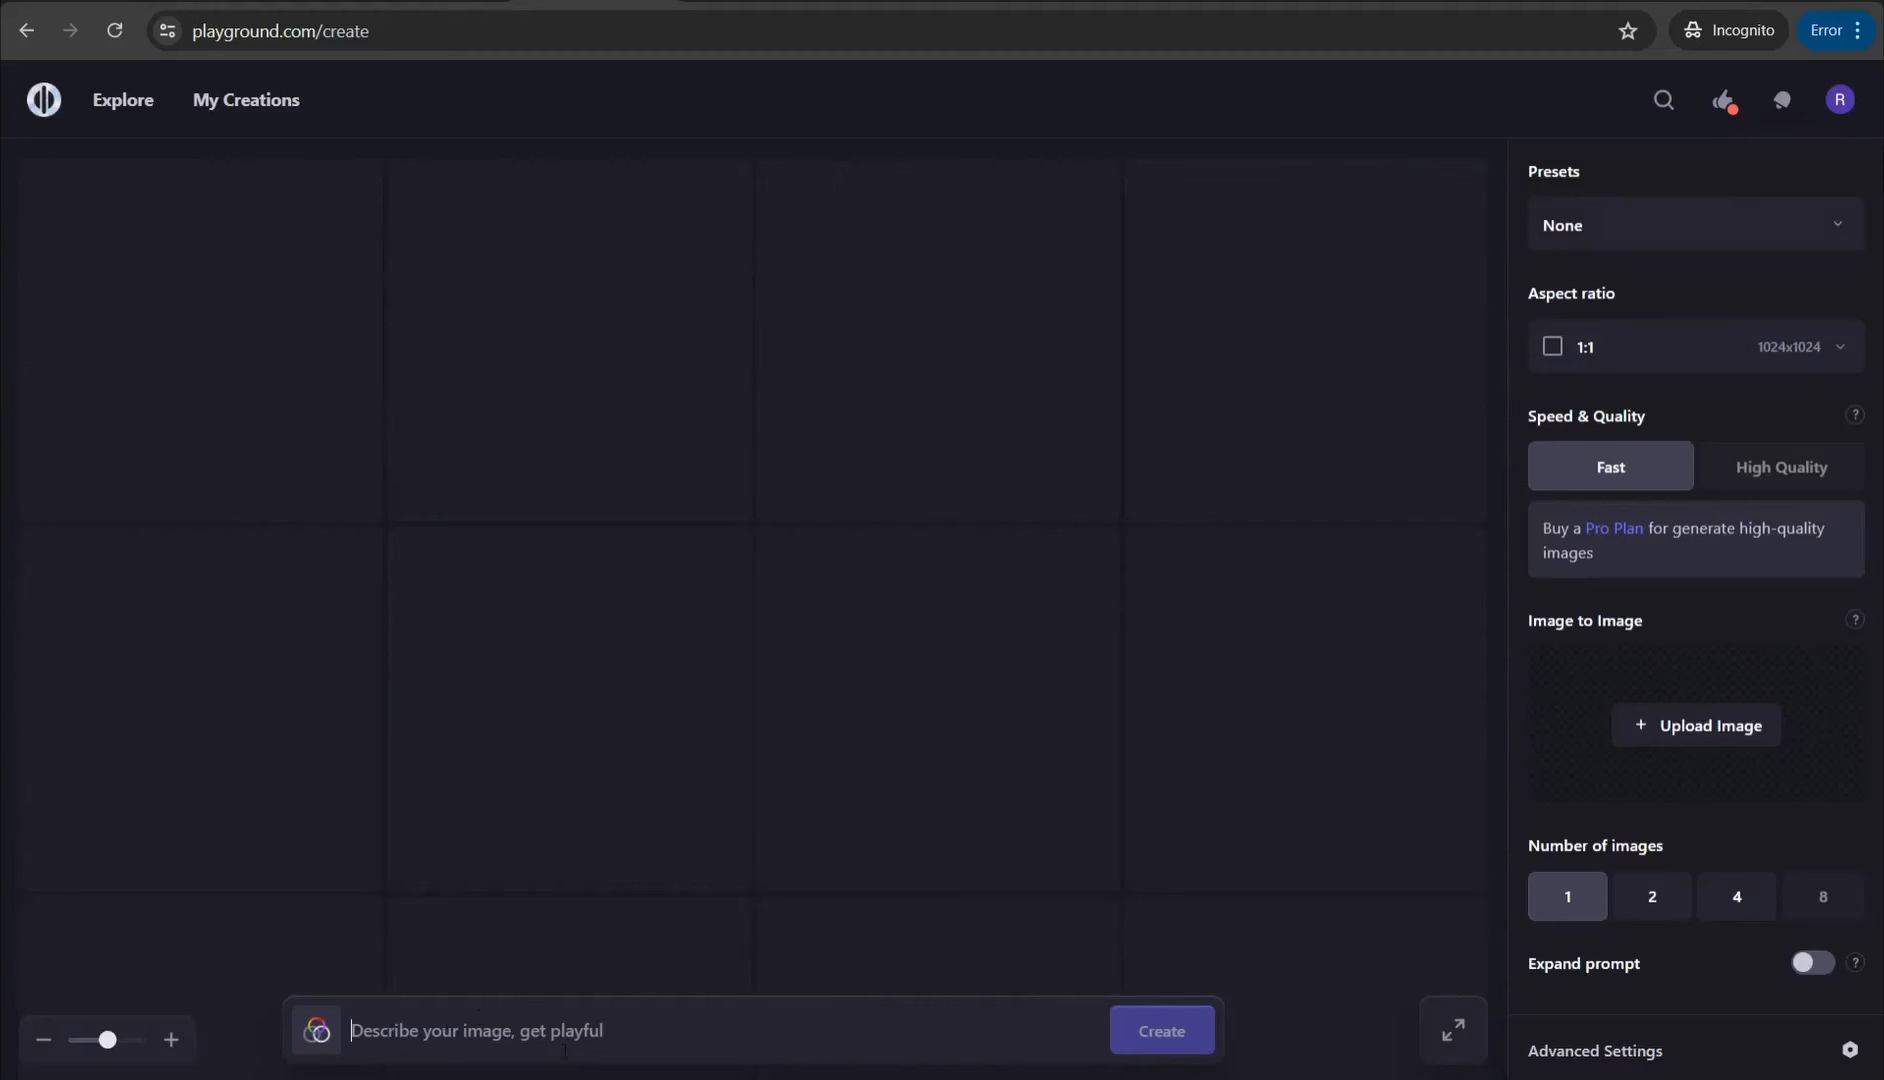 playground.com/create
Incognito
Error
Explore
My Creations
R
Presets
None
Aspect ratio
1:1
1024x1024
Speed & Quality
?
Fast
High Quality
Buy a Pro Plan for generate high-quality
images
Image to Image
?
+ Upload Image
Number of images
1
2
4
8
Expand prompt
?
Describe your image, get playful
Create
Advanced Settings